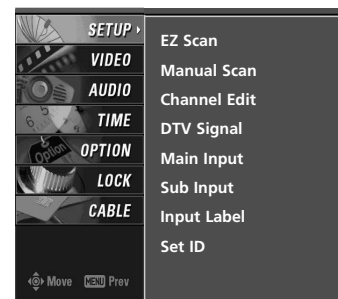 SETUP
VIDEO
AUDIO
TIME
OPTION
LOCK
CABLE
Move MENU Prev
EZ Scan
Manual Scan
Channel Edit
DTV Signal
Main Input
Sub Input
Input Label
Set ID
Option